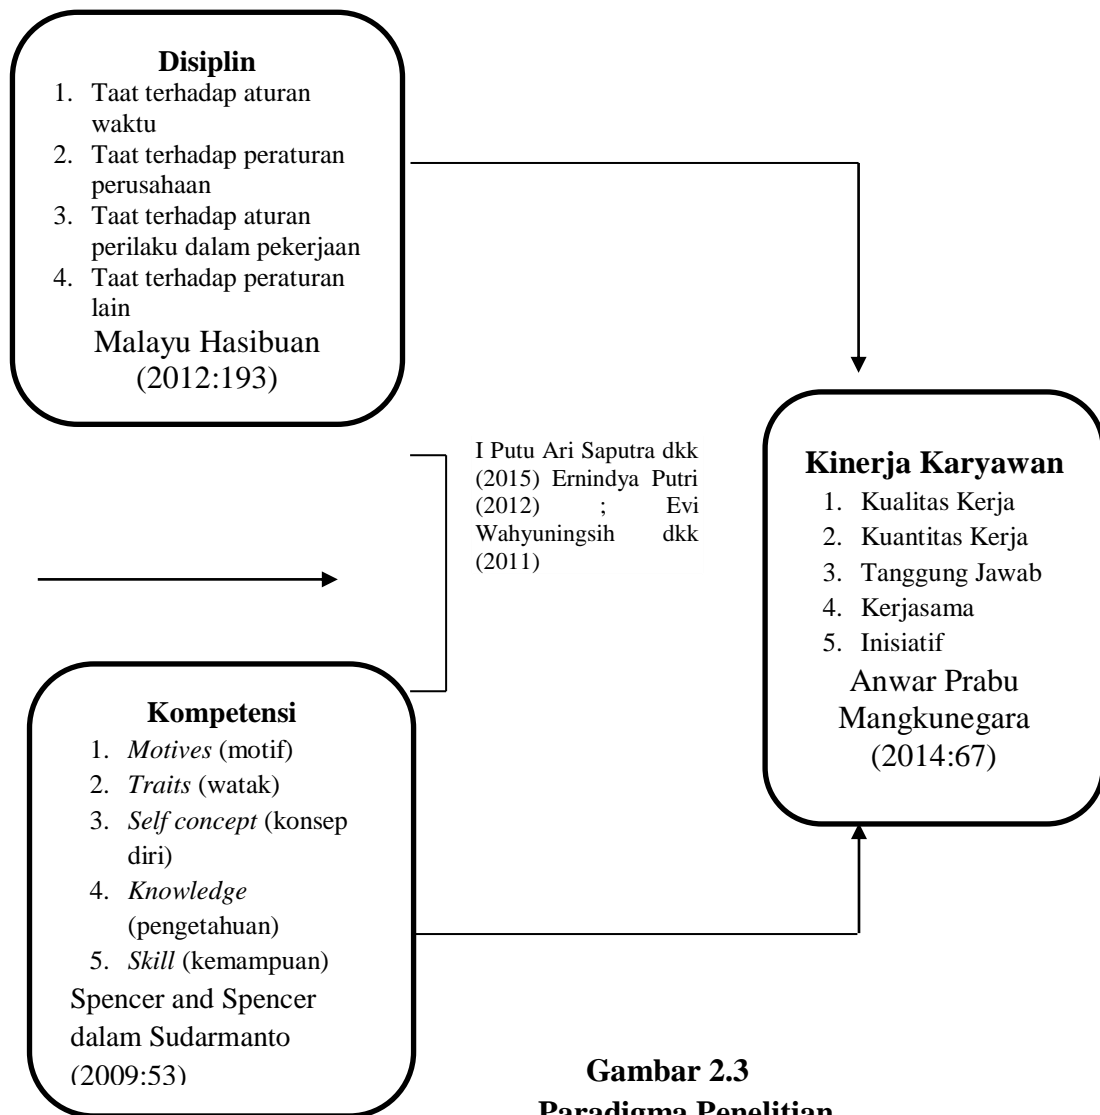 Disiplin
1. Taat terhadap aturan
waktu
2. Taat terhadap peraturan
perusahaan
3. Taat terhadap aturan
perilaku dalam pekerjaan
4. Taat terhadap peraturan
lain
Malayu Hasibuan
(2012:193)
I Putu Ari Saputra dkk
(2015) Ernindya Putri
(2012) ; Evi
Wahyuningsih dkk
(2011)
Kinerja Karyawan
1. Kualitas Kerja
2. Kuantitas Kerja
3. Tanggung Jawab
4. Kerjasama
5. Inisiatif
Anwar Prabu
Mangkunegara
(2014:67)
Kompetensi
1. Motives (motif)
2. Traits (watak)
3. Self concept (konsep
diri)
4. Knowledge
(pengetahuan)
5. Skill (kemampuan)
Spencer and Spencer
dalam Sudarmanto
(2009:53)
Gambar 2.3
Paradigma Penelitian